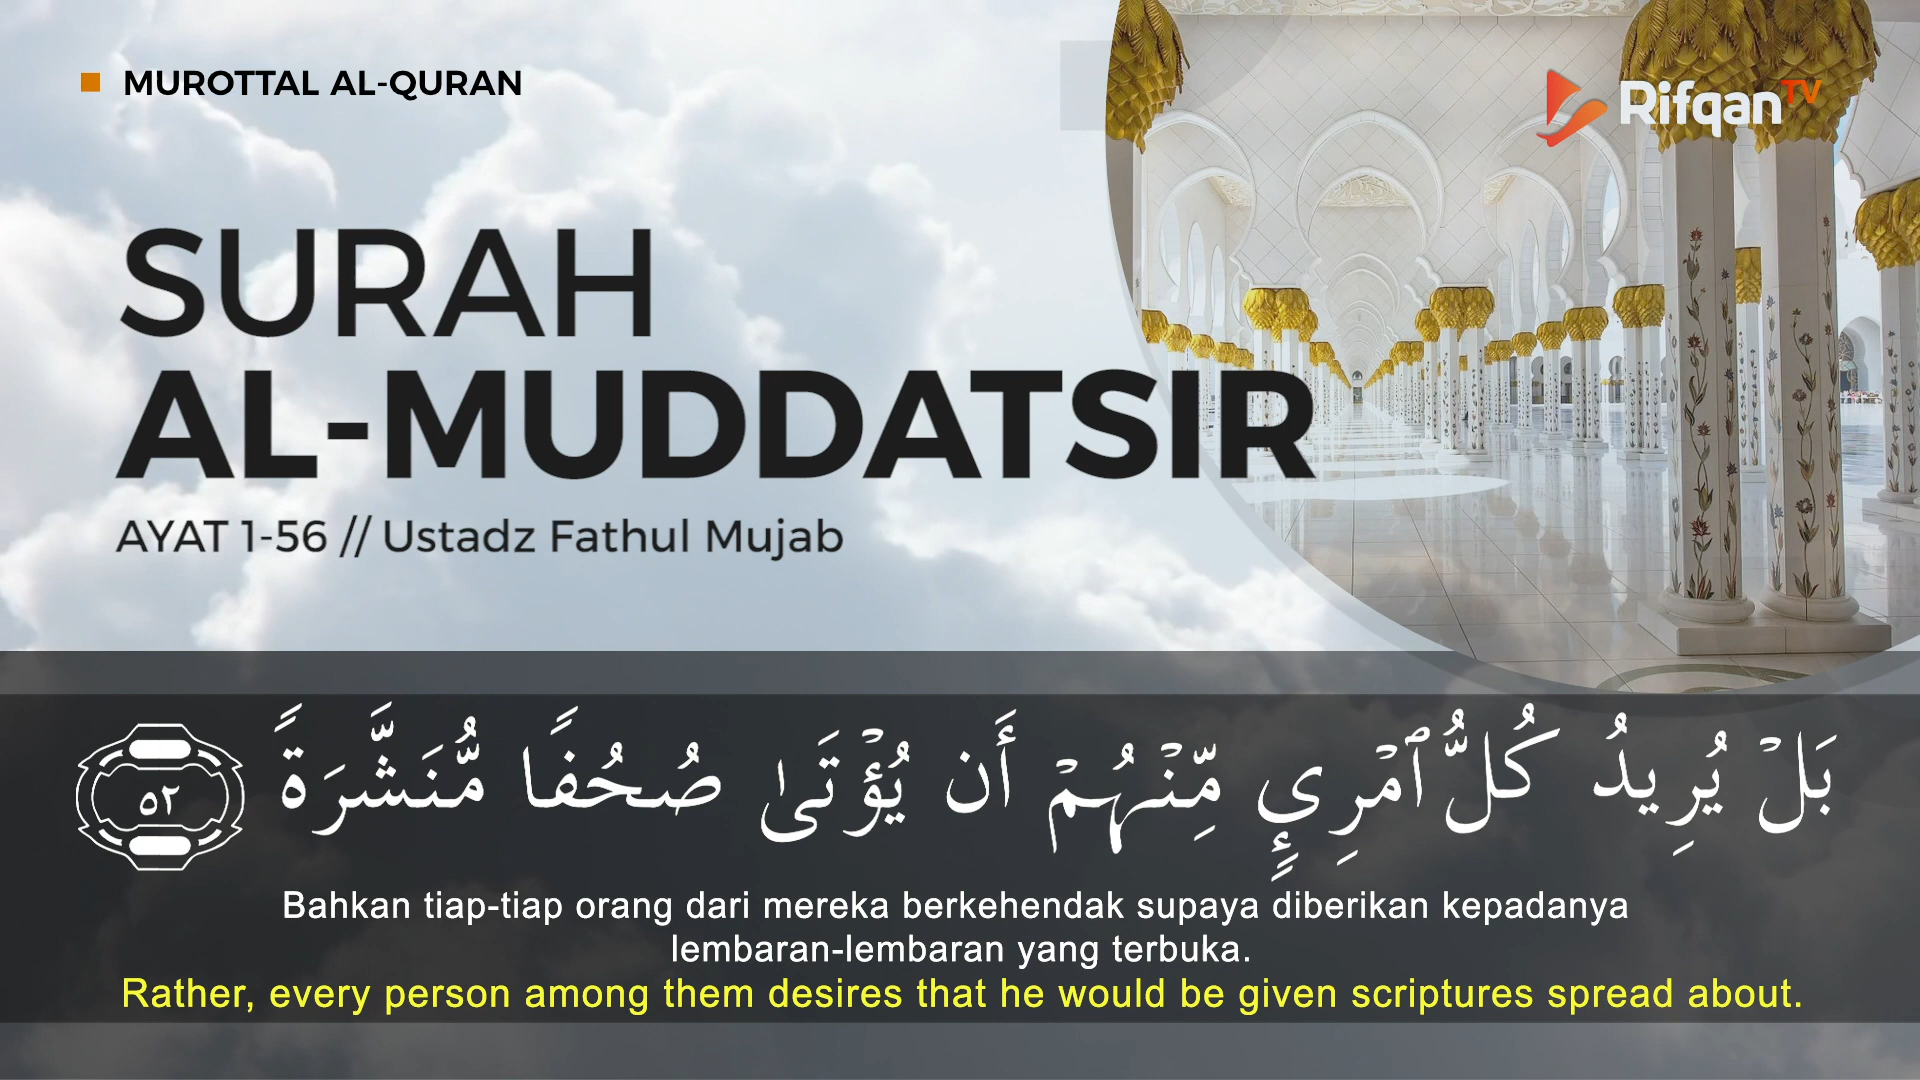 MUROTTAL AL-QURAN
Rifqan TV
SURAH
AL-MUDDATSIR
AYAT 1-56 // Ustadz Fathul Mujab
بَلْ يُرِيدُ كُلُّ ٱمْرِئٍ مِّنْهُمْ أَن يُؤْتَىٰ صُحُفًا مُّنَشَّرَةً ٥٢
Bahkan tiap-tiap orang dari mereka berkehendak supaya diberikan kepadanya
lembaran-lembaran yang terbuka.
Rather, every person among them desires that he would be given scriptures spread about.